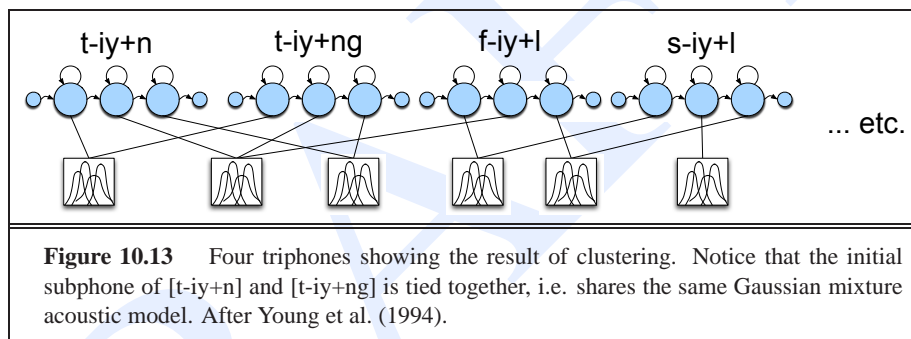 t-iy+n t-iy+ng f-iy+l s-iy+l
... etc.
Figure 10.13 Four triphones showing the result of clustering. Notice that the initial
subphone of [t-iy+n] and [t-iy+ng] is tied together, i.e. shares the same Gaussian mixture
acoustic model. After Young et al. (1994).